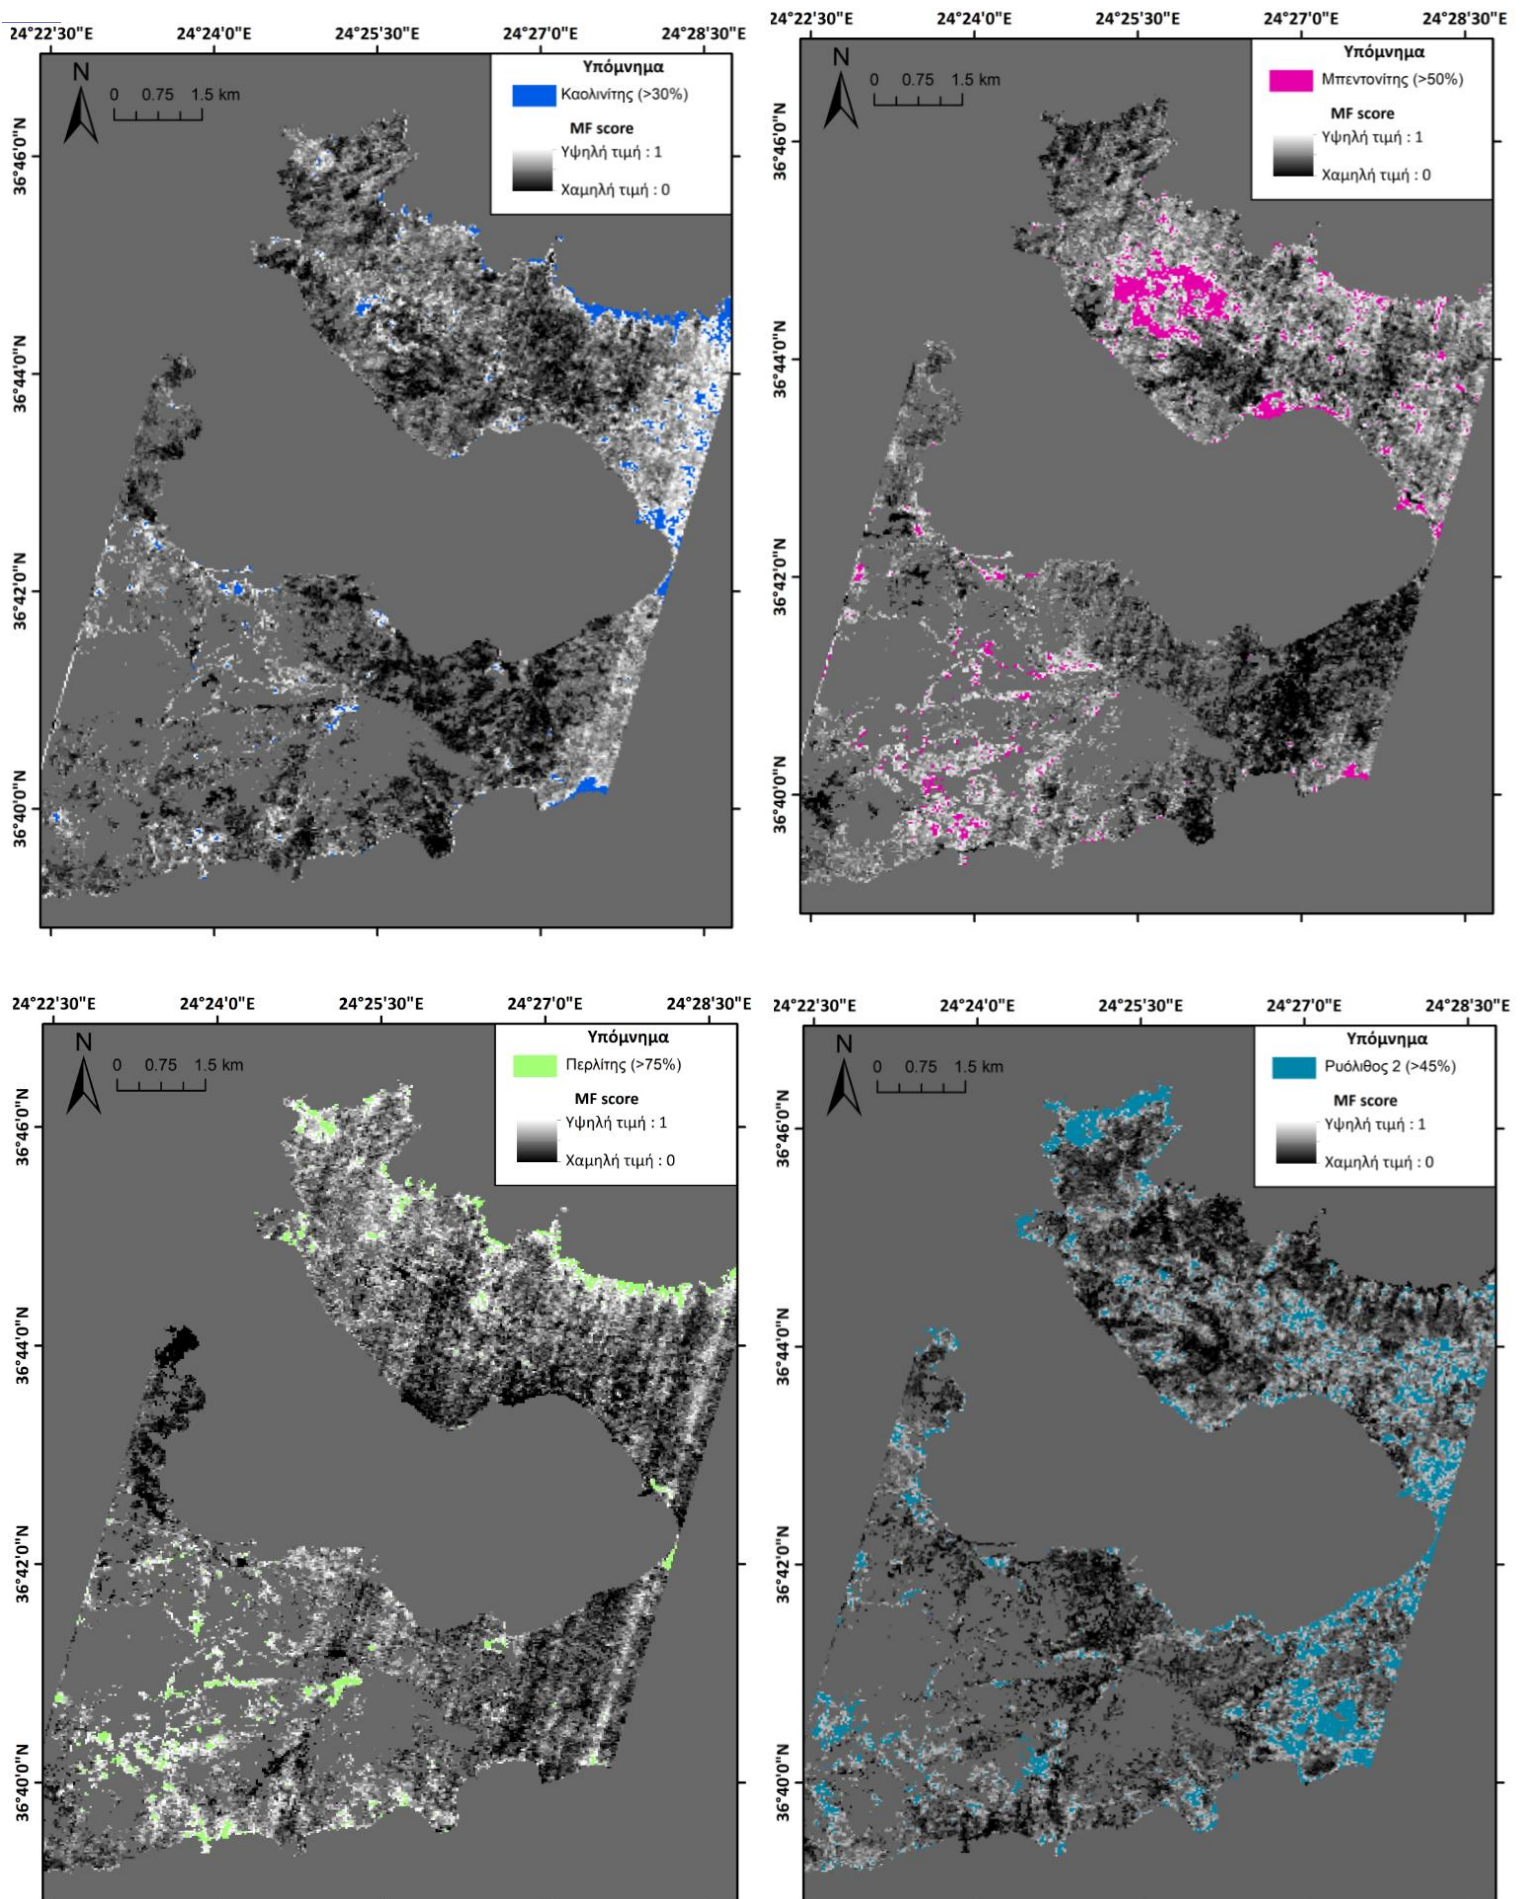 24°22'30"E 24°24'0"E 24°25'30"E 24°27'0"E 24°28'30"E
N
0 0.75 1.5 km
Υπόμνημα
Καολινίτης (>30%)
MF score
Υψηλή τιμή : 1
Χαμηλή τιμή : 0
36°46'0"N
36°44'0"N
36°42'0"N
36°40'0"N
24°22'30"E 24°24'0"E 24°25'30"E 24°27'0"E 24°28'30"E
N
0 0.75 1.5 km
Υπόμνημα
Μπεντονίτης (>50%)
MF score
Υψηλή τιμή : 1
Χαμηλή τιμή : 0
36°46'0"N
36°44'0"N
36°42'0"N
36°40'0"N
24°22'30"E 24°24'0"E 24°25'30"E 24°27'0"E 24°28'30"E
N
0 0.75 1.5 km
Υπόμνημα
Περλίτης (>75%)
MF score
Υψηλή τιμή : 1
Χαμηλή τιμή : 0
36°46'0"N
36°44'0"N
36°42'0"N
36°40'0"N
24°22'30"E 24°24'0"E 24°25'30"E 24°27'0"E 24°28'30"E
N
0 0.75 1.5 km
Υπόμνημα
Ρυόλιθος 2 (>45%)
MF score
Υψηλή τιμή : 1
Χαμηλή τιμή : 0
36°46'0"N
36°44'0"N
36°42'0"N
36°40'0"N